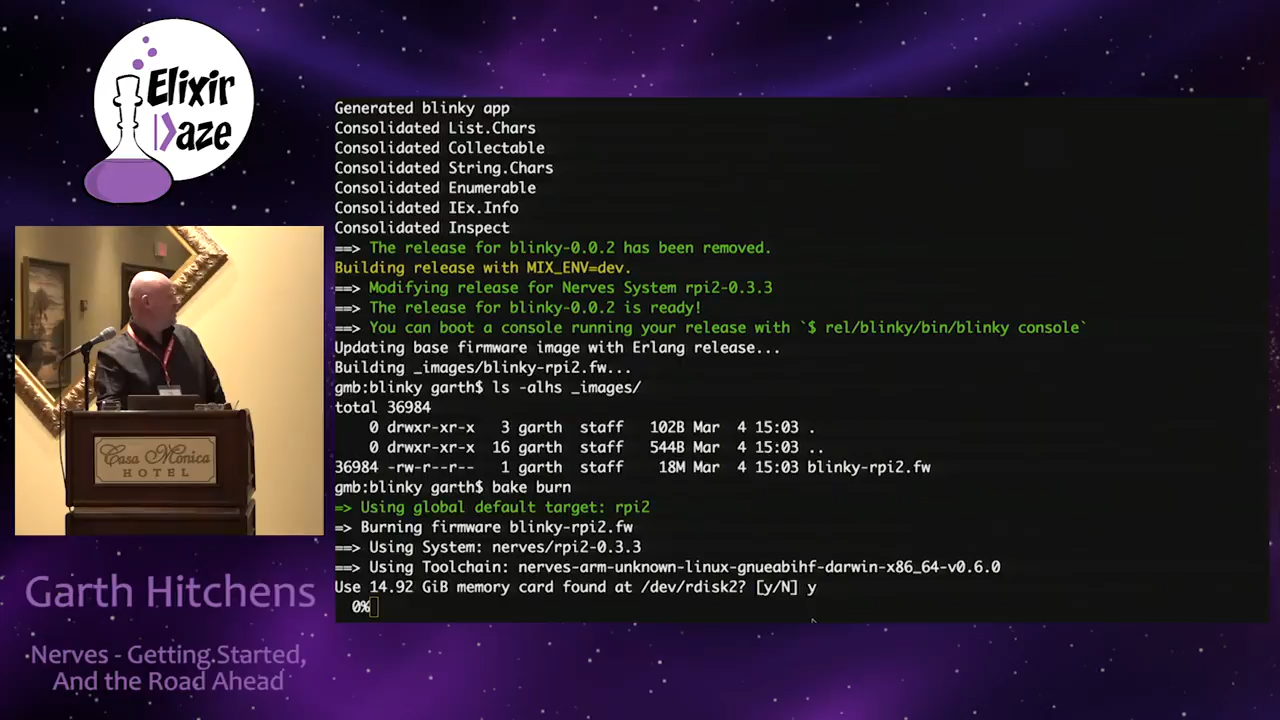 Elixir
Daze
Generated blinky app
Consolidated List.Chars
Consolidated Collectable
Consolidated String.Chars
Consolidated Enumerable
Consolidated IEx.Info
Consolidated Inspect
==> The release for blinky-0.0.2 has been removed.
Building release with MIX_ENV=dev.
==> Modifying release for Nerves System rpi2-0.3.3
==> The release for blinky-0.0.2 is ready!
==> You can boot a console running your release with `$ rel/blinky/bin/blinky console`
Updating base firmware image with Erlang release...
Building _images/blinky-rpi2.fw...
gmb:blinky garth$ ls -alhs _images/
total 36984
0 drwxr-xr-x 3 garth staff 102B Mar 4 15:03 .
0 drwxr-xr-x 16 garth staff 544B Mar 4 15:03 ..
36984 -rw-r--r-- 1 garth staff 18M Mar 4 15:03 blinky-rpi2.fw
gmb:blinky garth$ bake burn
=> Using global default target: rpi2
=> Burning firmware blinky-rpi2.fw
==> Using System: nerves/rpi2-0.3.3
==> Using Toolchain: nerves-arm-unknown-linux-gnueabihf-darwin-x86_64-v0.6.0
Use 14.92 GiB memory card found at /dev/rdisk2? [y/N] y
0%
Casa Monica
HOTEL
Garth Hitchens
Nerves - Getting Started,
And the Road Ahead